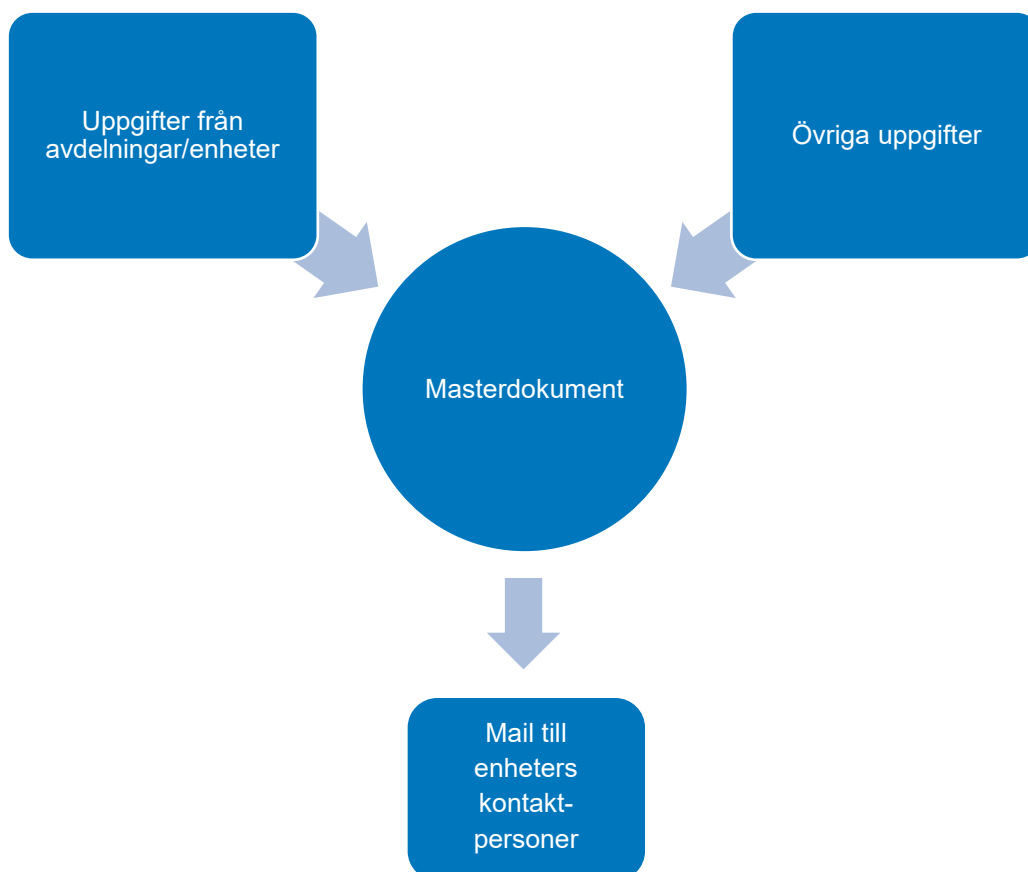 Uppgifter från
avdelningar/enheter
Övriga uppgifter
Masterdokument
Mail till
enheters
kontakt-
personer